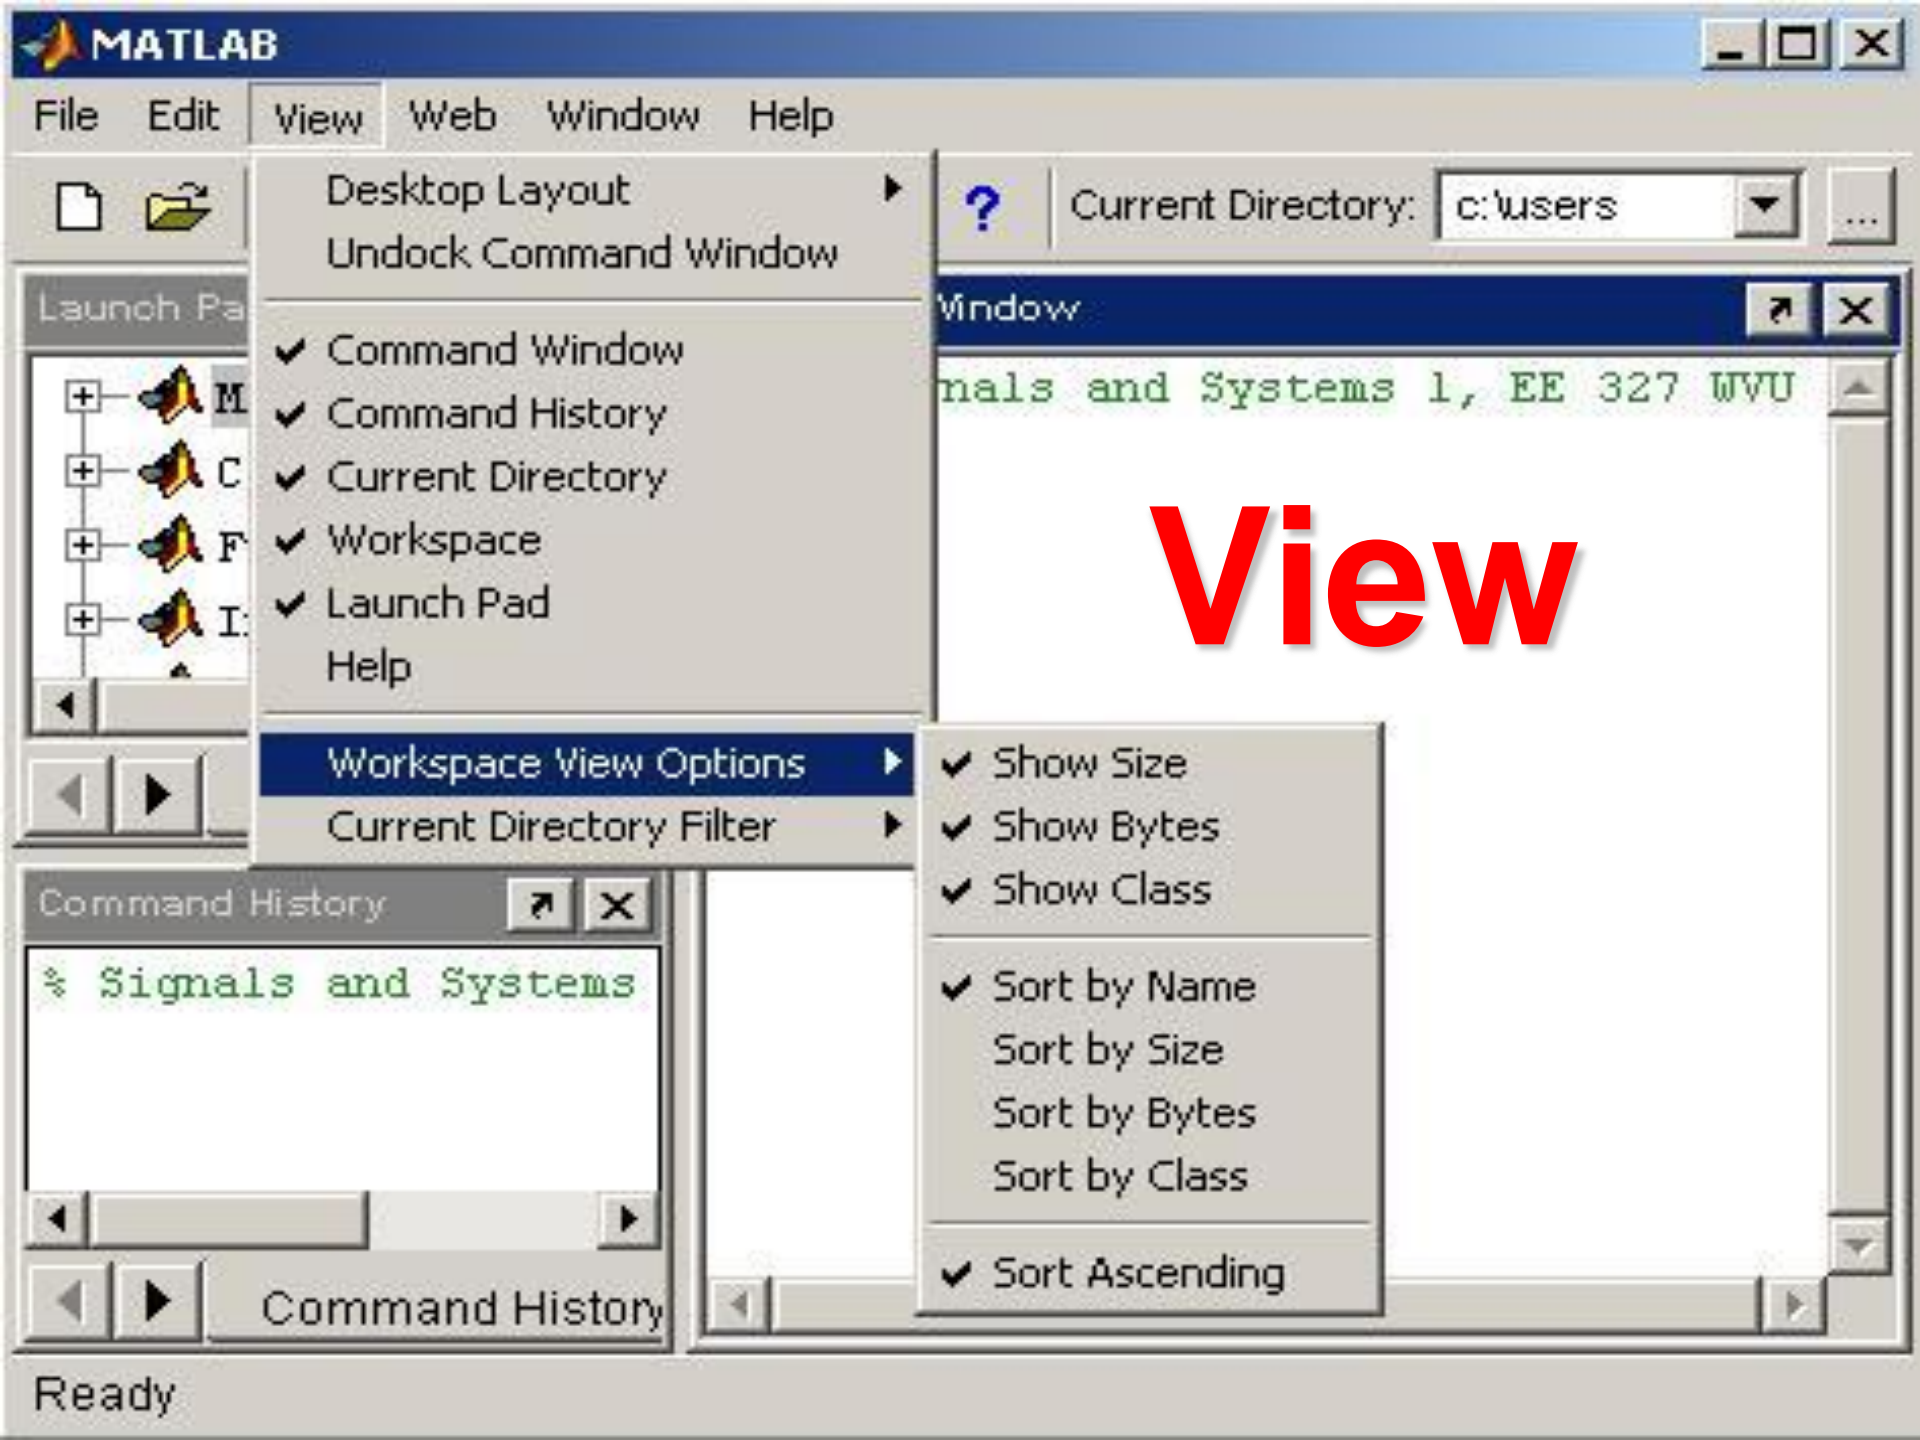 MATLAB
File Edit View Web Window Help
Current Directory: c:\users ...
Desktop Layout
Undock Command Window
Command Window
Command History
Current Directory
Workspace
Launch Pad
Help
Workspace View Options
Current Directory Filter
Show Size
Show Bytes
Show Class
Sort by Name
Sort by Size
Sort by Bytes
Sort by Class
Sort Ascending
Launch Pa
M
C
F
Window
nals and Systems 1, EE 327 WVU
View
Command History
% Signals and Systems
Command History
Ready